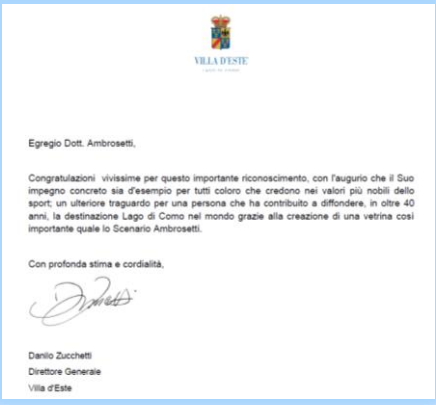 VILLA D'ESTE
Egregio Dott. Ambrosetti,
Congratulazioni vivissime per questo importante riconoscimento, con l'augurio che il Suo
impegno concreto sia d'esempio per tutti coloro che credono nei valori più nobili dello
sport; un ulteriore traguardo per una persona che ha contribuito a diffondere, in oltre 40
anni, la destinazione Lago di Como nel mondo grazie alla creazione di una vetrina così
importante quale lo Scenario Ambrosetti.
Con profonda stima e cordialità,
Danilo Zucchetti
Direttore Generale
Villa d'Este